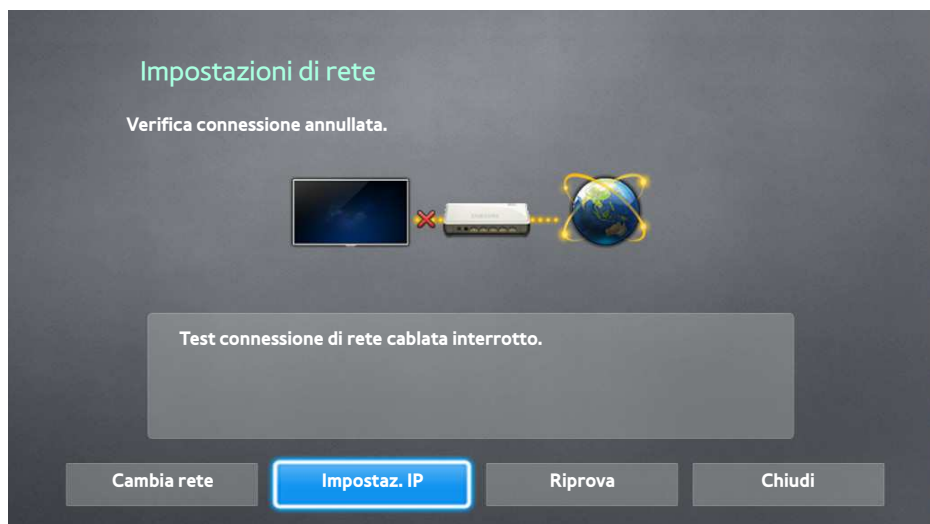 Impostazioni di rete
Verifica connessione annullata.
Test connessione di rete cablata interrotto.
Cambia rete
Impostaz. IP
Riprova
Chiudi